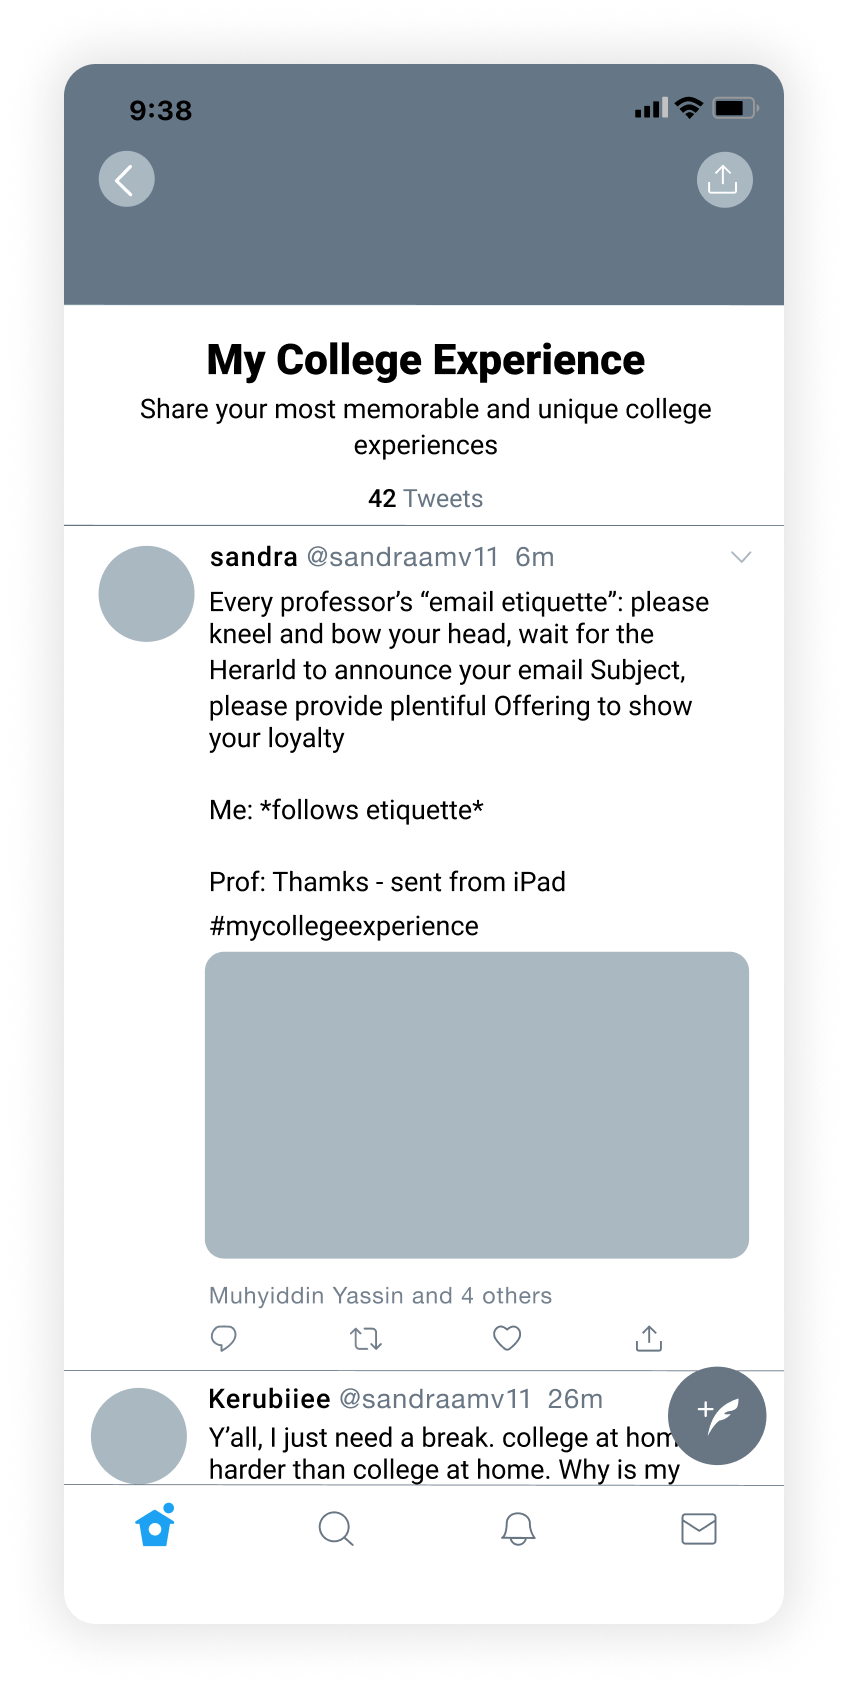 9:38
My College Experience
Share your most memorable and unique college
experiences
42 Tweets
sandra @sandraamv11 6m
Every professor’s “email etiquette”: please
kneel and bow your head, wait for the
Herarld to announce your email Subject,
please provide plentiful Offering to show
your loyalty
Me: *follows etiquette*
Prof: Thamks - sent from iPad
#mycollegeexperience
Muhyiddin Yassin and 4 others
Kerubiiee @sandraamv11 26m
Y’all, I just need a break. college at hom
harder than college at home. Why is my